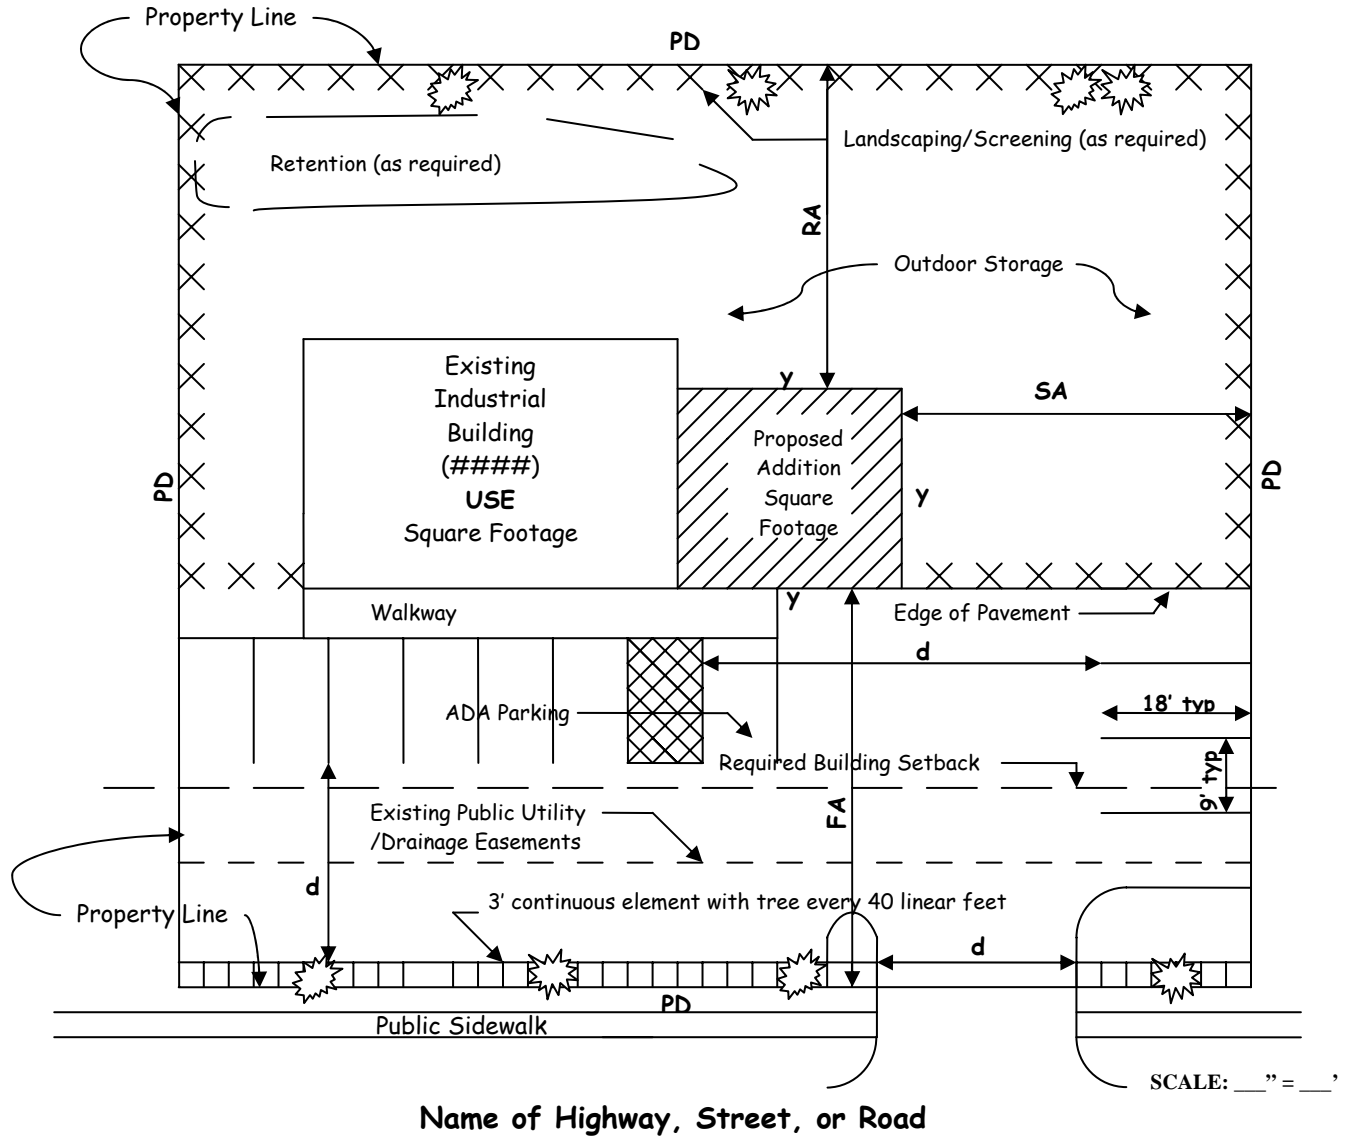 Property Line
PD
Landscaping/Screening (as required)
Retention (as required)
RA
Outdoor Storage
Existing
Industrial
Building
(####)
USE
Square Footage
y
SA
Proposed
Addition
Square
Footage
y
PD
PD
y
Walkway
Edge of Pavement
d
ADA Parking
18’ typ
Required Building Setback
9’ typ
Existing Public Utility
/Drainage Easements
FA
d
3’ continuous element with tree every 40 linear feet
Property Line
d
PD
Public Sidewalk
SCALE: ___” = ___’
Name of Highway, Street, or Road